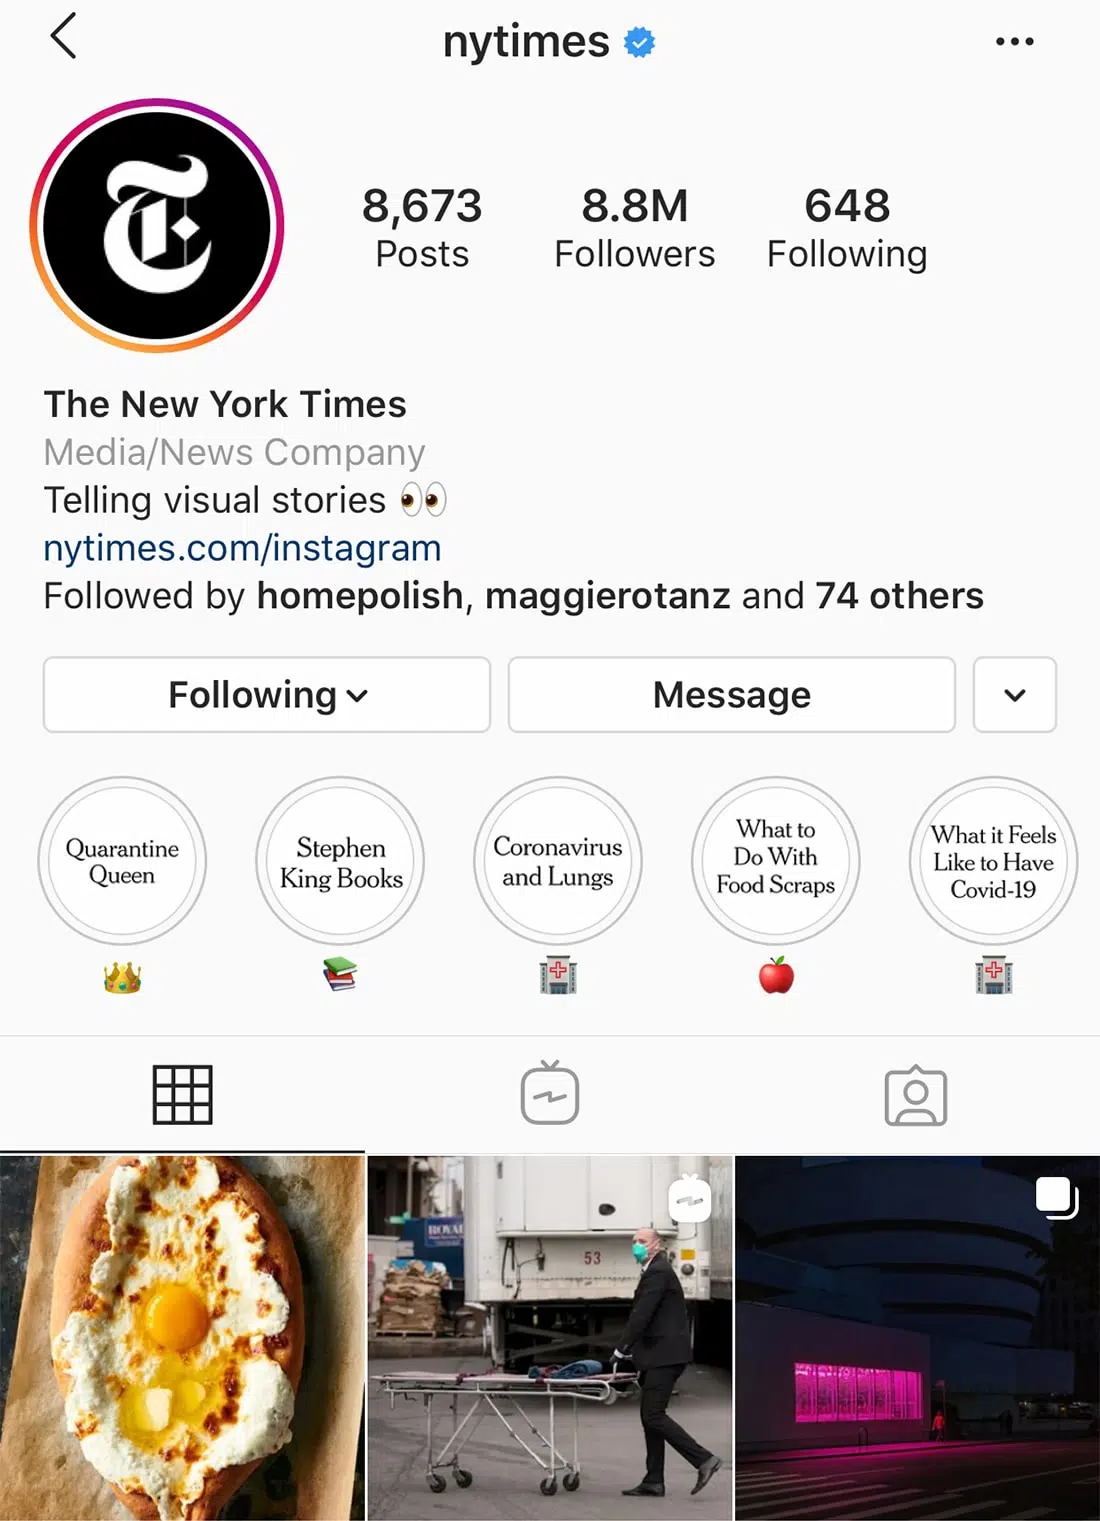 nytimes
8,673 8.8M 648
Posts Followers Following
The New York Times
Media/News Company
Telling visual stories 👀
nytimes.com/instagram
Followed by homepolish, maggierotanz and 74 others
Following Message
Quarantine
Queen
Stephen
King Books
Coronavirus
and Lungs
What to
Do With
Food Scraps
What it Feels
Like to Have
Covid-19
ROYAL
53